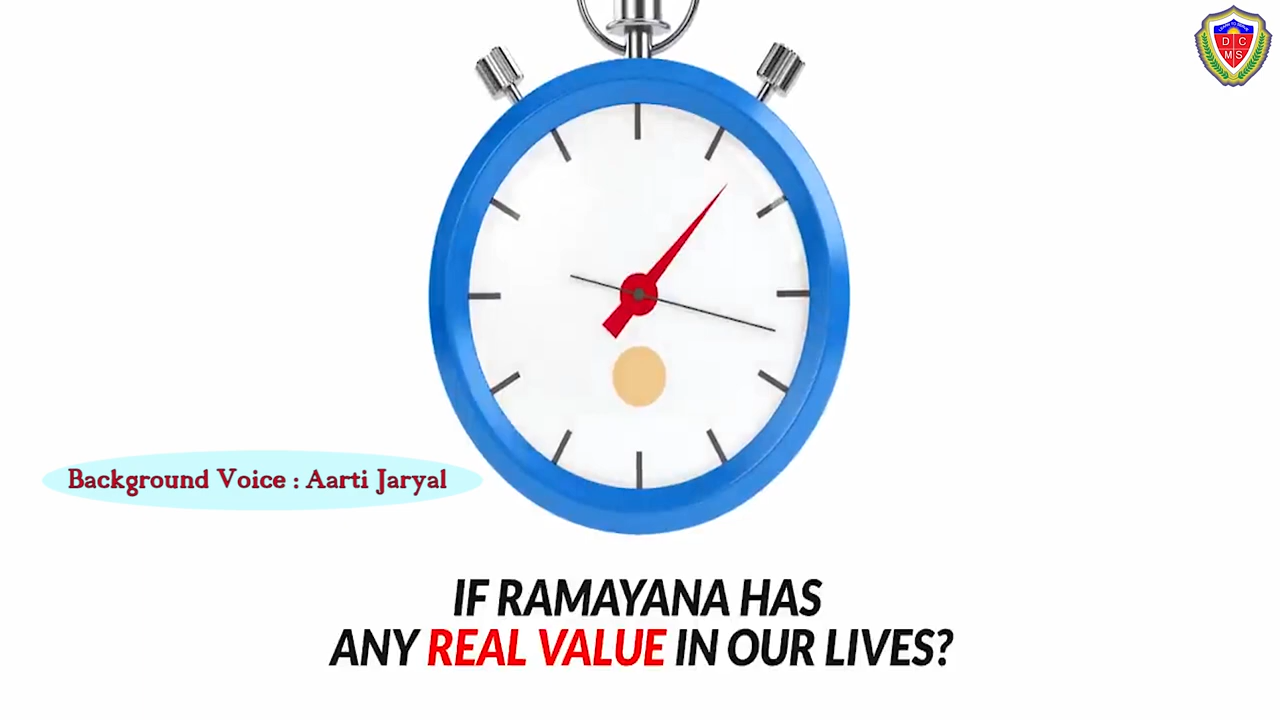 D C
M S
Background Voice : Aarti Jaryal
IF RAMAYANA HAS
ANY REAL VALUE IN OUR LIVES?